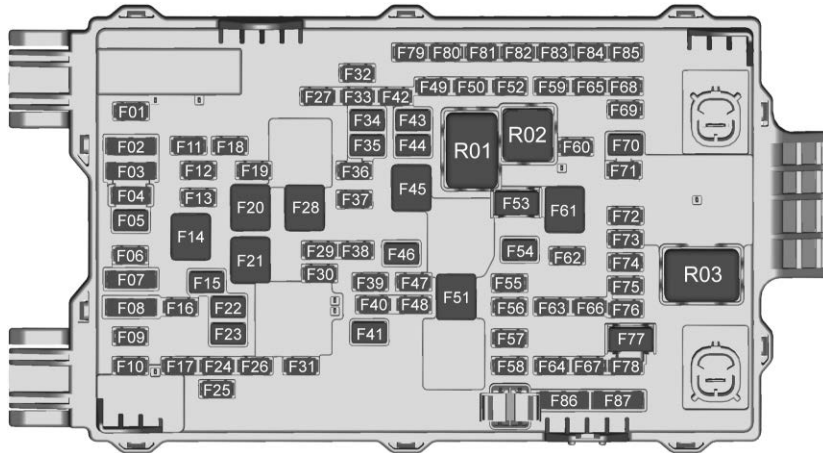 F79 F80 F81 F82 F83 F84 F85
F32
F27 F33 F42 F49 F50 F52 F59 F65 F68
F01 F34 F43 R01 R02 F69
F02 F11 F18 F35 F44 F60 F70
F03 F12 F19 F36 F71
F04 F13 F20 F28 F37 F45 F53 F61
F05 F14 F72
F06 F21 F29 F38 F46 F54 F62 F73
F07 F15 F30 F39 F47 F51 F55 F74 R03
F08 F16 F22 F40 F48 F56 F63 F66 F75
F76
F09 F23 F41 F57 F77
F10 F17 F24 F26 F31 F58 F64 F67 F78
F25 F86 F87